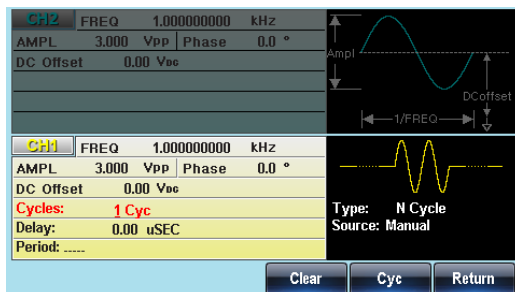 CH2 FREQ 1.000000000 kHz
AMPL 3.000 Vpp Phase 0.0 °
DC Offset 0.00 VDC
Ampl
DCoffset
1/FREQ
CH1 FREQ 1.000000000 kHz
AMPL 3.000 Vpp Phase 0.0 °
DC Offset 0.00 VDC
Cycles: 1 Cyc
Delay: 0.00 uSEC
Period: -----
Type: N Cycle
Source: Manual
Clear Cyc Return